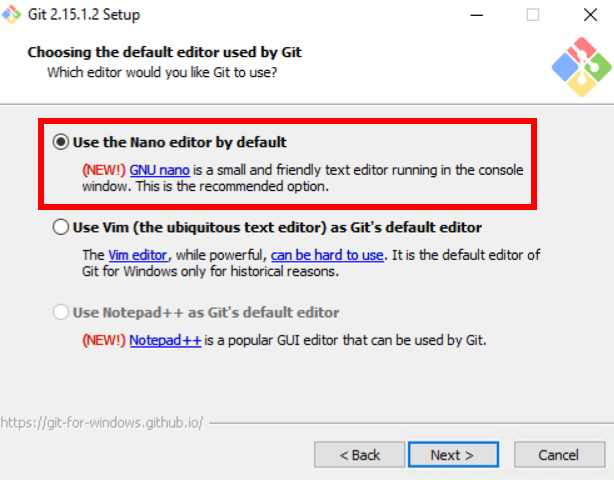 Git 2.15.1.2 Setup
Choosing the default editor used by Git
Which editor would you like Git to use?
Use the Nano editor by default
(NEW!) GNU nano is a small and friendly text editor running in the console
window. This is the recommended option.
Use Vim (the ubiquitous text editor) as Git's default editor
The Vim editor, while powerful, can be hard to use. It is the default editor of
Git for Windows only for historical reasons.
Use Notepad++ as Git's default editor
(NEW!) Notepad++ is a popular GUI editor that can be used by Git.
https://git-for-windows.github.io/
< Back
Next >
Cancel